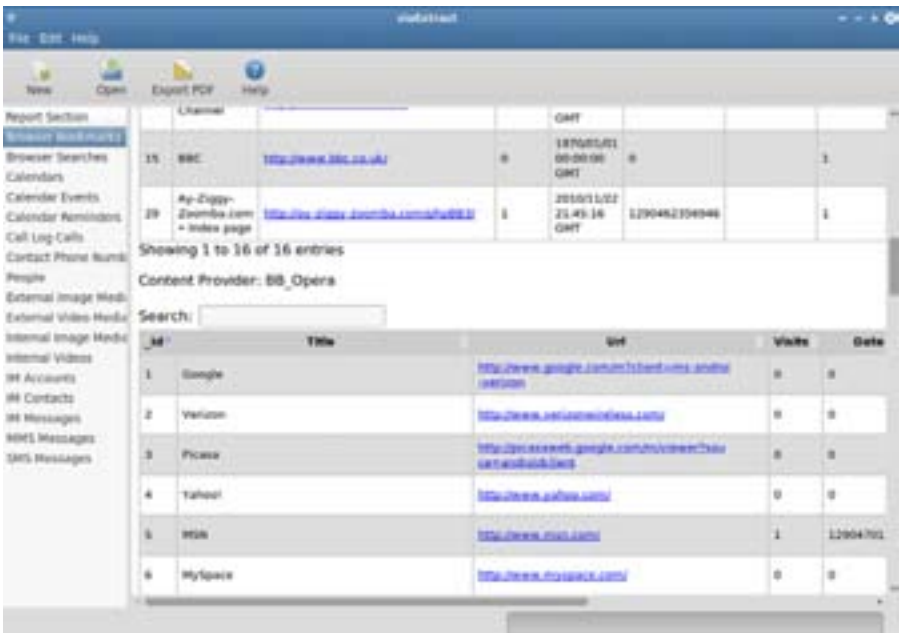 viaExtract
File Edit Help
New Open Export PDF Help
Report Section
Browser Bookmarks
Browser Searches
Calendars
Calendar Events
Calendar Reminders
Call Log Calls
Contact Phone Numb
People
External Image Media
External Video Media
Internal Image Media
Internal Videos
IM Accounts
IM Contacts
IM Messages
MMS Messages
SMS Messages
Channel GMT
15 BBC http://www.bbc.co.uk/ 0 1970/01/01 00:00:00 GMT 0 1
29 Ay-Ziggy-Zoomba.com • Index page 1 2010/11/22 21:45:16 GMT 1290462356946 1
Showing 1 to 16 of 16 entries
Content Provider: BB_Opera
Search:
_id Title Url Visits Date
1 Google 0 0
2 Verizon http://www.verizonwireless.com/ 0 0
3 Picasa 0 0
4 Yahoo! http://www.yahoo.com/ 0 0
5 MSN http://www.msn.com/ 1 12904701
6 MySpace http://www.myspace.com/ 0 0